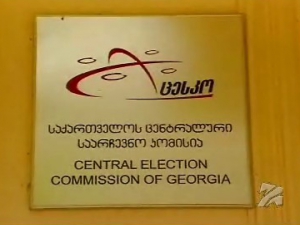 ცესკო
საქართველოს ცენტრალური
საარჩევნო კომისია
CENTRAL ELECTION
COMMISSION OF GEORGIA